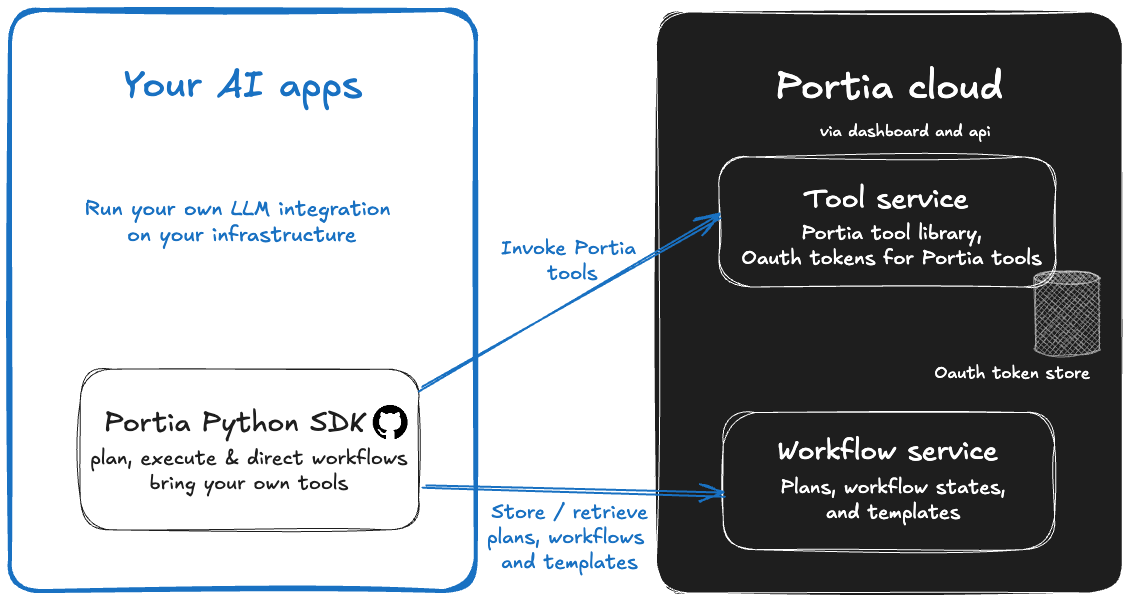 Your AI apps
Run your own LLM integration
on your infrastructure
Portia Python SDK
plan, execute & direct workflows
bring your own tools
Invoke Portia
tools
Store / retrieve
plans, workflows
and templates
Portia cloud
via dashboard and api
Tool service
Portia tool library,
Oauth tokens for Portia tools
Oauth token store
Workflow service
Plans, workflow states,
and templates